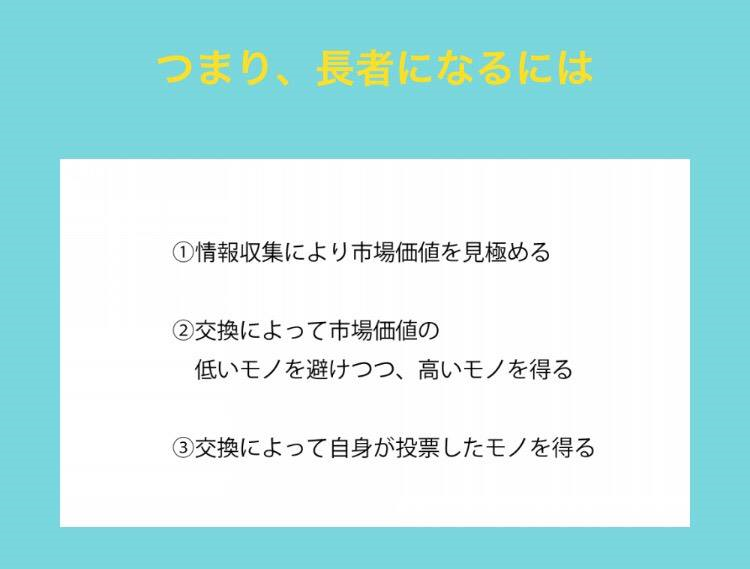 つまり、長者になるには
①情報収集により市場価値を見極める
②交換によって市場価値の
低いモノを避けつつ、高いモノを得る
③交換によって自身が投票したモノを得る